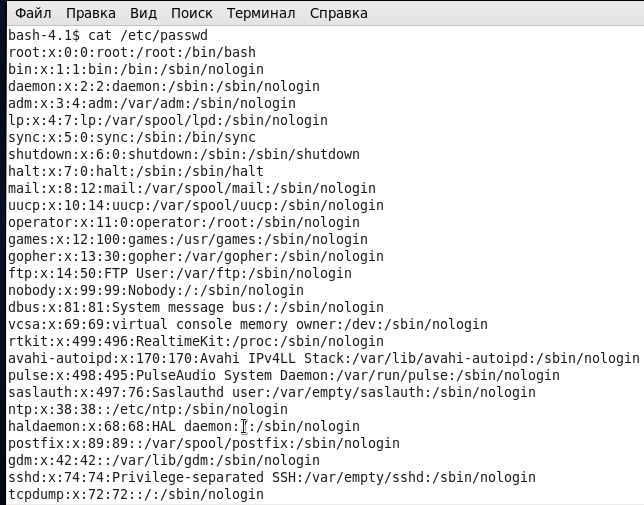 Файл Правка Вид Поиск Терминал Справка
bash-4.1$ cat /etc/passwd
root:x:0:0:root:/root:/bin/bash
bin:x:1:1:bin:/bin:/sbin/nologin
daemon:x:2:2:daemon:/sbin:/sbin/nologin
adm:x:3:4:adm:/var/adm:/sbin/nologin
lp:x:4:7:lp:/var/spool/lpd:/sbin/nologin
sync:x:5:0:sync:/sbin:/bin/sync
shutdown:x:6:0:shutdown:/sbin:/sbin/shutdown
halt:x:7:0:halt:/sbin:/sbin/halt
mail:x:8:12:mail:/var/spool/mail:/sbin/nologin
uucp:x:10:14:uucp:/var/spool/uucp:/sbin/nologin
operator:x:11:0:operator:/root:/sbin/nologin
games:x:12:100:games:/usr/games:/sbin/nologin
gopher:x:13:30:gopher:/var/gopher:/sbin/nologin
ftp:x:14:50:FTP User:/var/ftp:/sbin/nologin
nobody:x:99:99:Nobody:/:/sbin/nologin
dbus:x:81:81:System message bus:/:/sbin/nologin
vcsa:x:69:69:virtual console memory owner:/dev:/sbin/nologin
rtkit:x:499:496:RealtimeKit:/proc:/sbin/nologin
avahi-autoipd:x:170:170:Avahi IPv4LL Stack:/var/lib/avahi-autoipd:/sbin/nologin
pulse:x:498:495:PulseAudio System Daemon:/var/run/pulse:/sbin/nologin
saslauth:x:497:76:Saslauthd user:/var/empty/saslauth:/sbin/nologin
ntp:x:38:38::/etc/ntp:/sbin/nologin
haldaemon:x:68:68:HAL daemon:/:/sbin/nologin
postfix:x:89:89::/var/spool/postfix:/sbin/nologin
gdm:x:42:42::/var/lib/gdm:/sbin/nologin
sshd:x:74:74:Privilege-separated SSH:/var/empty/sshd:/sbin/nologin
tcpdump:x:72:72::/:/sbin/nologin